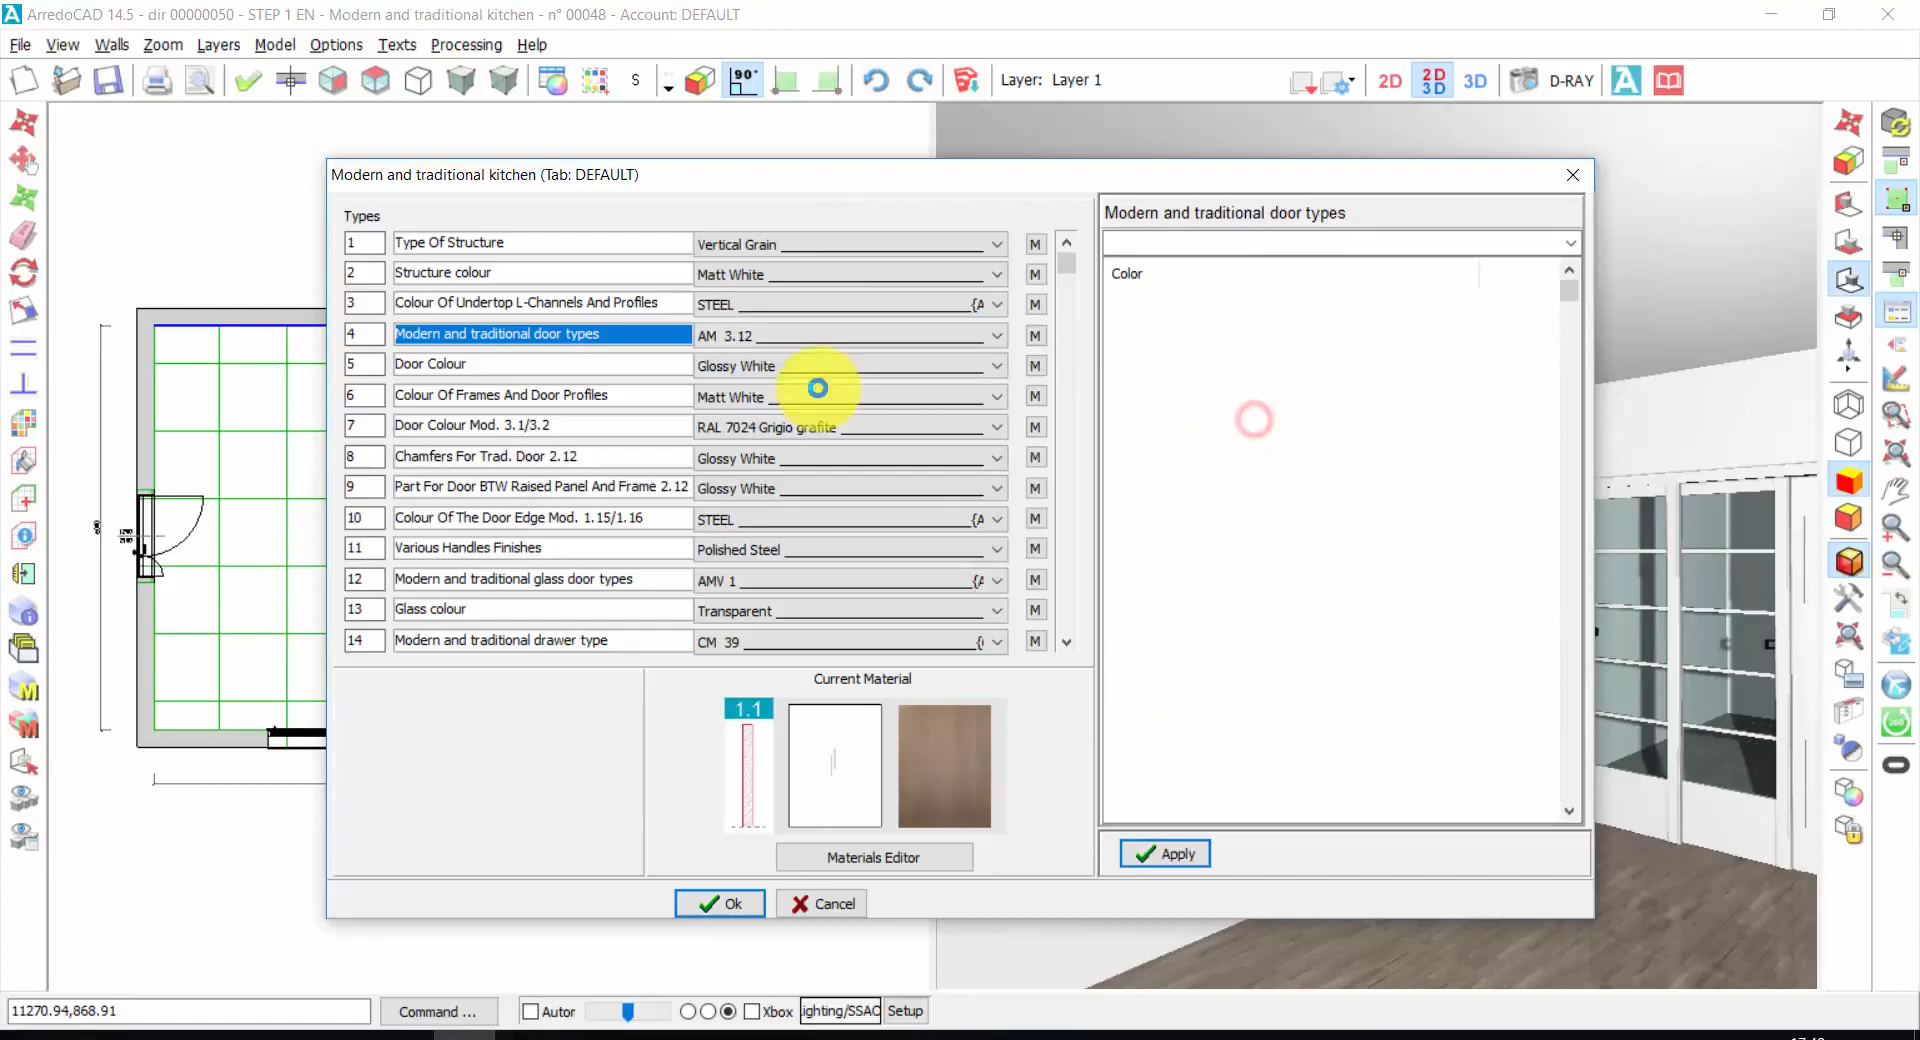 ArredoCAD 14.5 - dir 00000050 - STEP 1 EN - Modern and traditional kitchen - n° 00048 - Account: DEFAULT
File View Walls Zoom Layers Model Options Texts Processing Help
S 90° Layer: Layer 1 2D 2D 3D 3D D-RAY
Modern and traditional kitchen (Tab: DEFAULT)
Types
1 Type Of Structure Vertical Grain M
2 Structure colour Matt White M
3 Colour Of Undertop L-Channels And Profiles STEEL {A M
4 Modern and traditional door types AM 3.12 M
5 Door Colour Glossy White M
6 Colour Of Frames And Door Profiles Matt White M
7 Door Colour Mod. 3.1/3.2 RAL 7024 Grigio grafite M
8 Chamfers For Trad. Door 2.12 Glossy White M
9 Part For Door BTW Raised Panel And Frame 2.12 Glossy White M
10 Colour Of The Door Edge Mod. 1.15/1.16 STEEL {A M
11 Various Handles Finishes Polished Steel M
12 Modern and traditional glass door types AMV 1 {A M
13 Glass colour Transparent M
14 Modern and traditional drawer type CM 39 {( M
Modern and traditional door types
Color
Current Material
1.1
Materials Editor
Apply
Ok Cancel
11270.94,868.91 Command ... Autor Xbox ighting/SSAO Setup